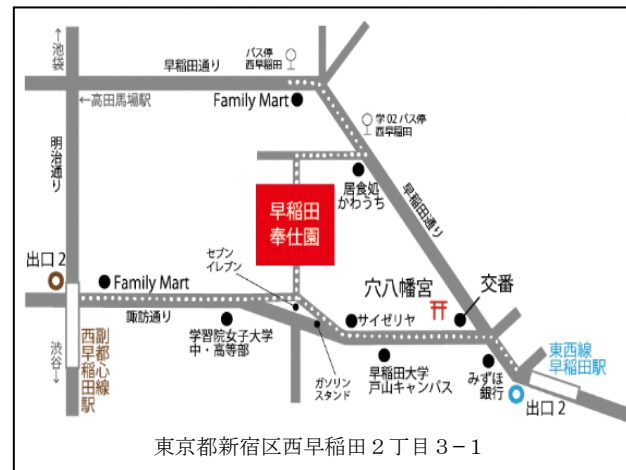 ↑池袋
早稲田通り
バス停
西早稲田
←高田馬場駅
Family Mart
学02バス停
西早稲田
明治通り
居食処
かわうち
早稲田通り
早稲田
奉仕園
セブン
イレブン
出口2
Family Mart
穴八幡宮
交番
諏訪通り
サイゼリヤ
学習院女子大学
中・高等部
渋谷↓
副都心線
西早稲田駅
ガソリン
スタンド
早稲田大学
戸山キャンパス
みずほ
銀行
東西線
早稲田駅
出口2
東京都新宿区西早稲田2丁目3−1